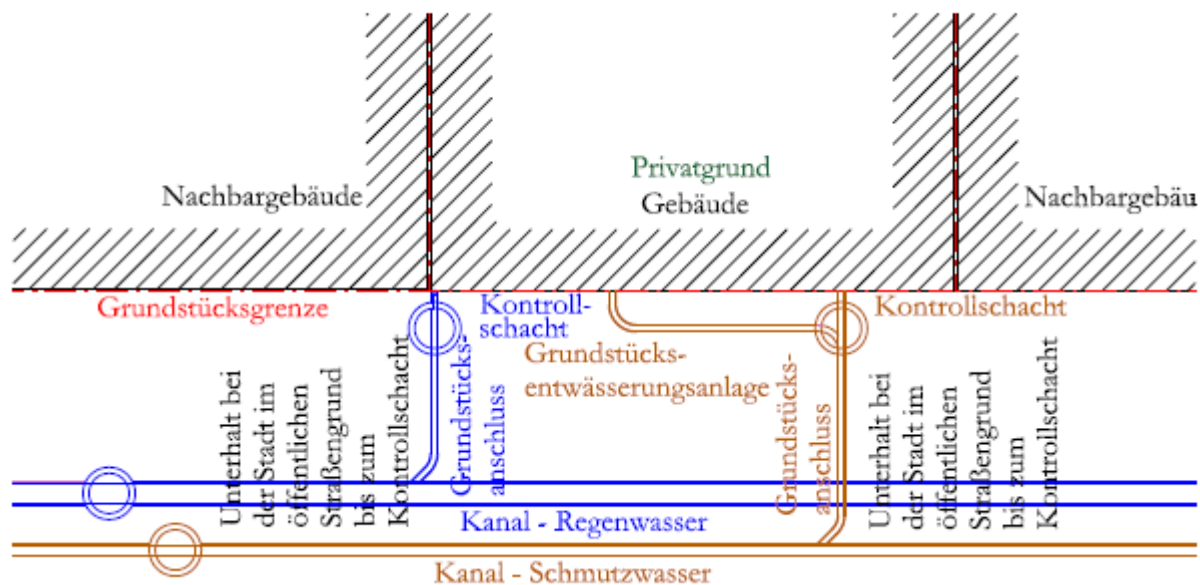 Privatgrund
Nachbargebäude
Gebäude
Nachbargebäu
Grundstücksgrenze
Kontroll-
schacht
Kontrollschacht
Grundstücks-
entwässerungsanlage
Unterhalt bei
der Stadt im
öffentlichen
Straßengrund
bis zum
Kontrollschacht
Grundstücks-
anschluss
Grundstücks-
anschluss
Unterhalt bei
der Stadt im
öffentlichen
Straßengrund
bis zum
Kontrollschacht
Kanal - Regenwasser
Kanal - Schmutzwasser